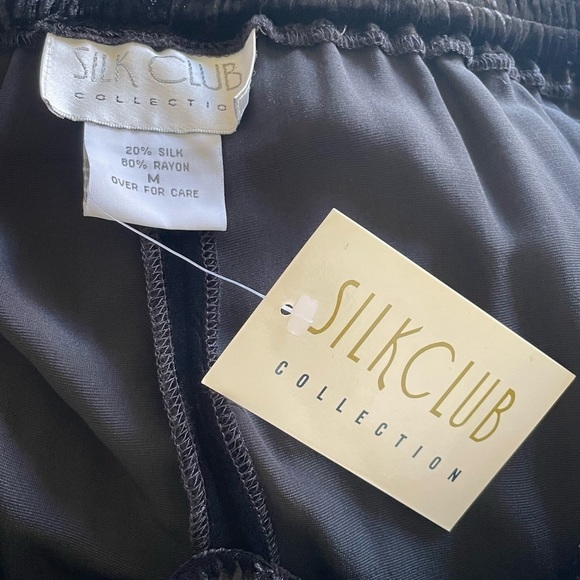 SILK CLUB
COLLECTIO
20% SILK
80% RAYON
M
OVER FOR CARE
SILKCLUB
COLLECTION